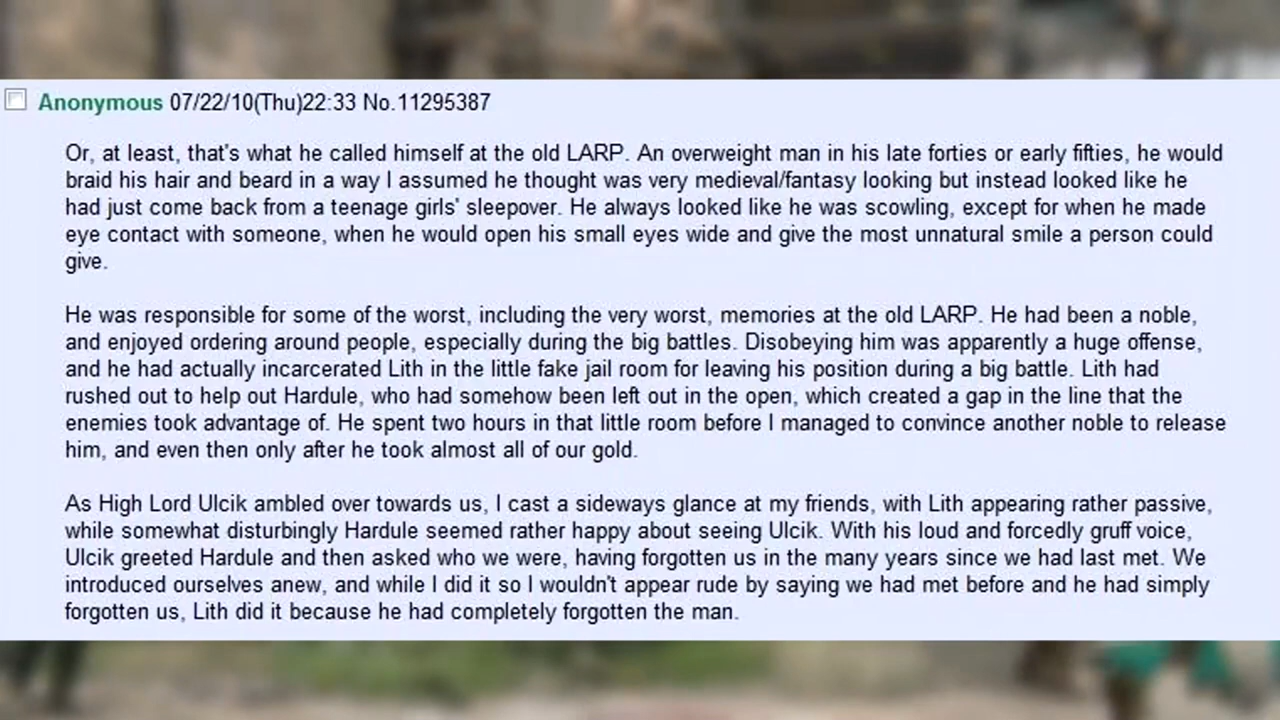 Anonymous 07/22/10(Thu)22:33 No.11295387
Or, at least, that's what he called himself at the old LARP. An overweight man in his late forties or early fifties, he would
braid his hair and beard in a way I assumed he thought was very medieval/fantasy looking but instead looked like he
had just come back from a teenage girls' sleepover. He always looked like he was scowling, except for when he made
eye contact with someone, when he would open his small eyes wide and give the most unnatural smile a person could
give.
He was responsible for some of the worst, including the very worst, memories at the old LARP. He had been a noble,
and enjoyed ordering around people, especially during the big battles. Disobeying him was apparently a huge offense,
and he had actually incarcerated Lith in the little fake jail room for leaving his position during a big battle. Lith had
rushed out to help out Hardule, who had somehow been left out in the open, which created a gap in the line that the
enemies took advantage of. He spent two hours in that little room before I managed to convince another noble to release
him, and even then only after he took almost all of our gold.
As High Lord Ulcik ambled over towards us, I cast a sideways glance at my friends, with Lith appearing rather passive,
while somewhat disturbingly Hardule seemed rather happy about seeing Ulcik. With his loud and forcedly gruff voice,
Ulcik greeted Hardule and then asked who we were, having forgotten us in the many years since we had last met. We
introduced ourselves anew, and while I did it so I wouldn't appear rude by saying we had met before and he had simply
forgotten us, Lith did it because he had completely forgotten the man.